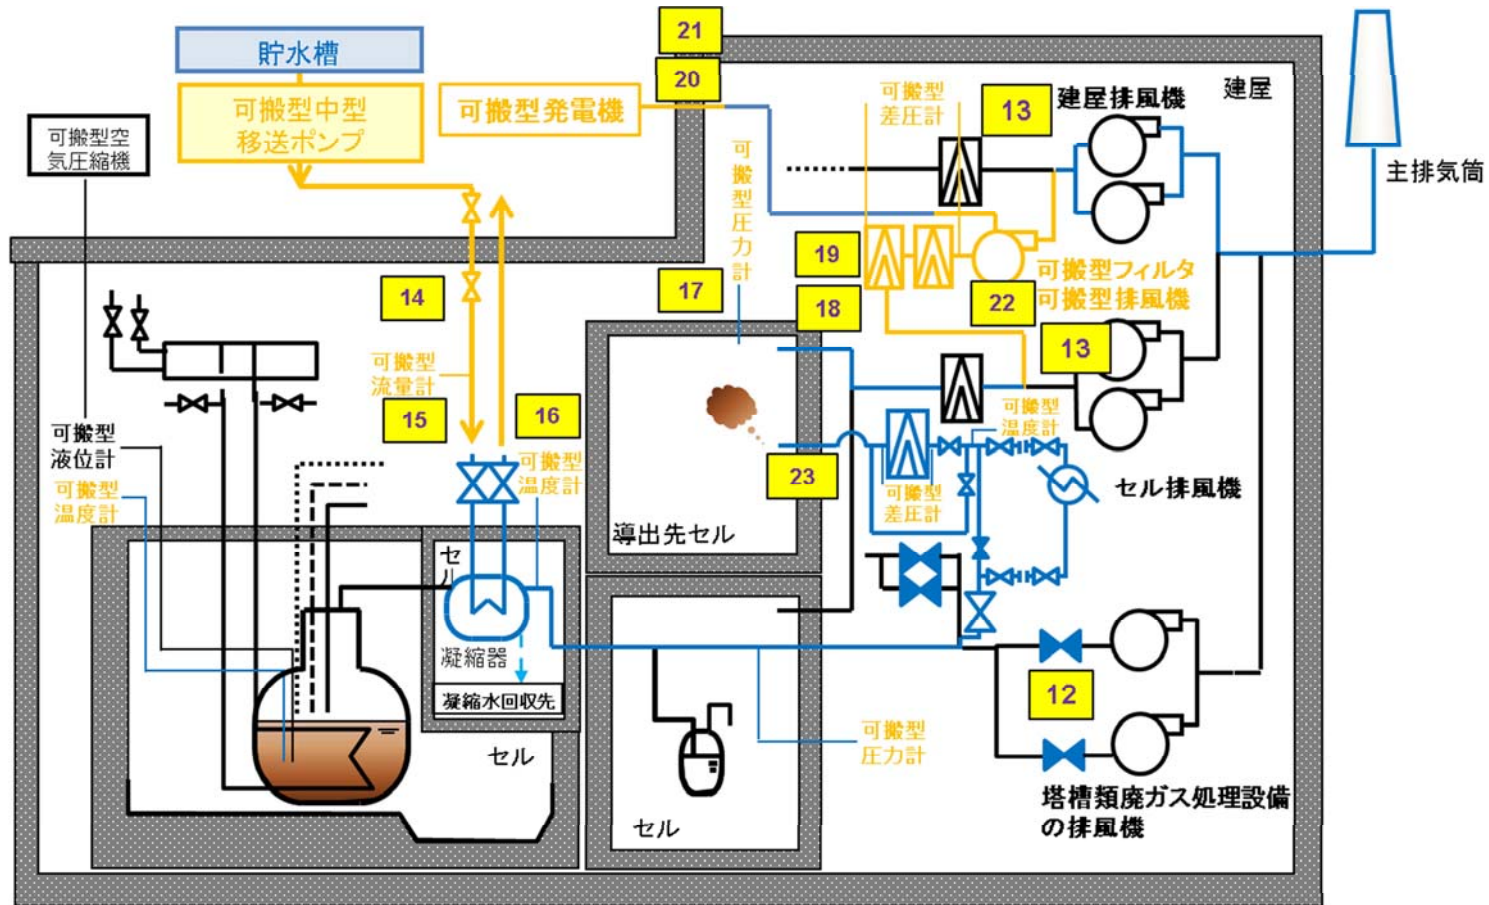 21
貯水槽
20
可搬型中型
移送ポンプ
可搬型発電機
可搬型
差圧計
13
建屋排風機
建屋
可搬型空
気圧縮機
主排気筒
可搬型圧力計
19
可搬型フィルタ
可搬型排風機
22
17
18
14
13
可搬型
流量計
15
16
可搬型
温度計
可搬型
液位計
可搬型
温度計
可搬型
温度計
23
可搬型
差圧計
セル排風機
導出先セル
セル
凝縮器
凝縮水回収先
セル
12
可搬型
圧力計
塔槽類廃ガス処理設備
の排風機
セル